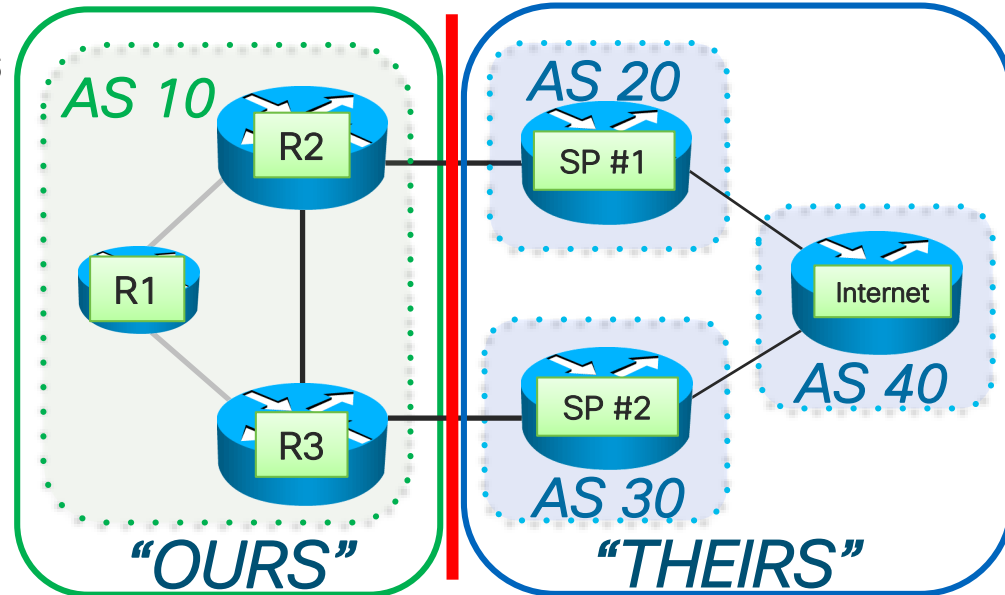 AS 10
R2
R1
R3
“OURS”
AS 20
SP #1
Internet
AS 40
SP #2
AS 30
“THEIRS”